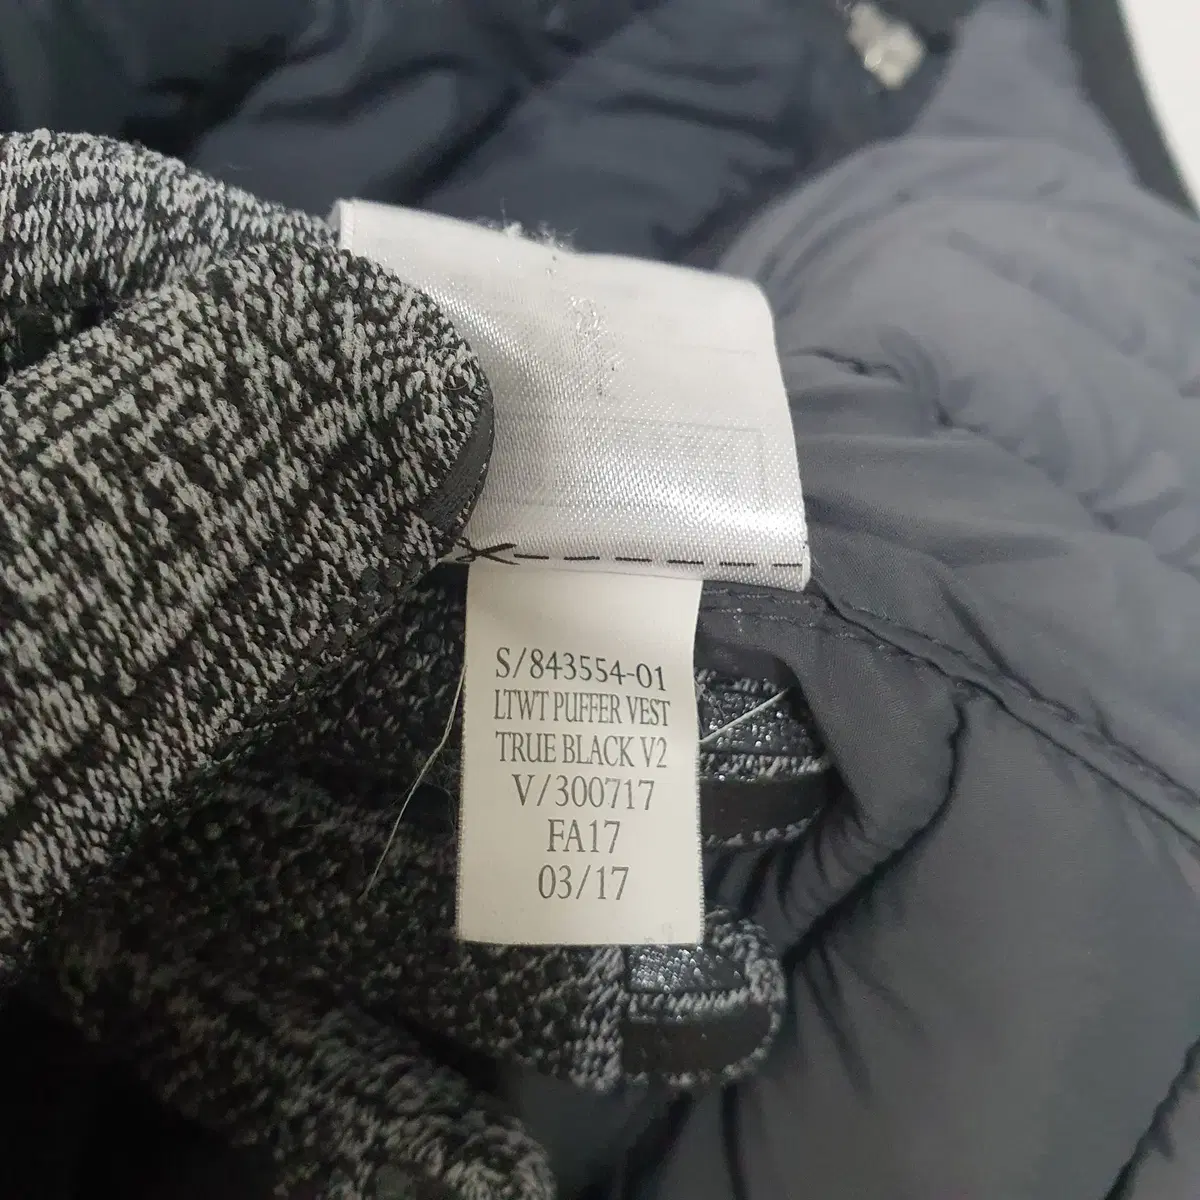 S/843554-01
LTWT PUFFER VEST
TRUE BLACK V2
V/300717
FA17
03/17